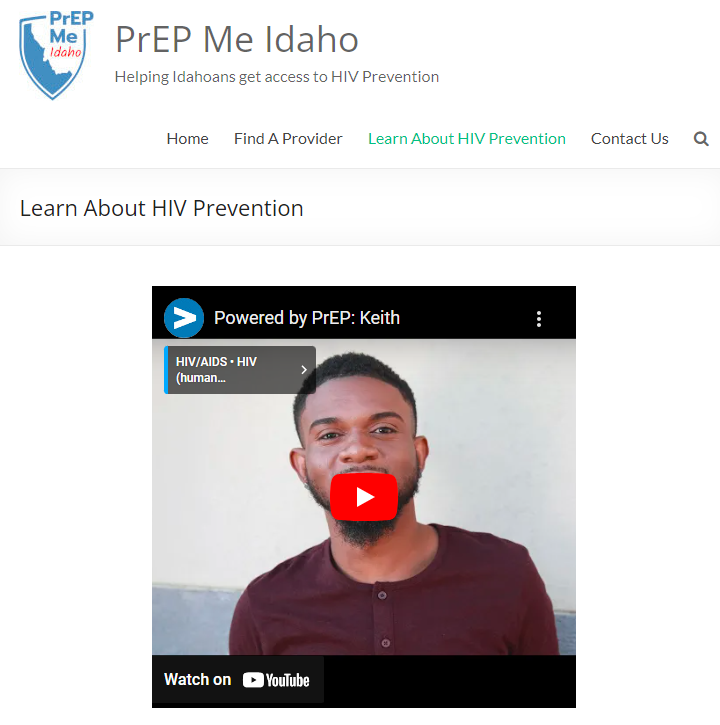 PrEP
Me
Idaho
PrEP Me Idaho
Helping Idahoans get access to HIV Prevention
Home Find A Provider Learn About HIV Prevention Contact Us
Learn About HIV Prevention
Powered by PrEP: Keith
HIV/AIDS • HIV
(human...
Watch on YouTube